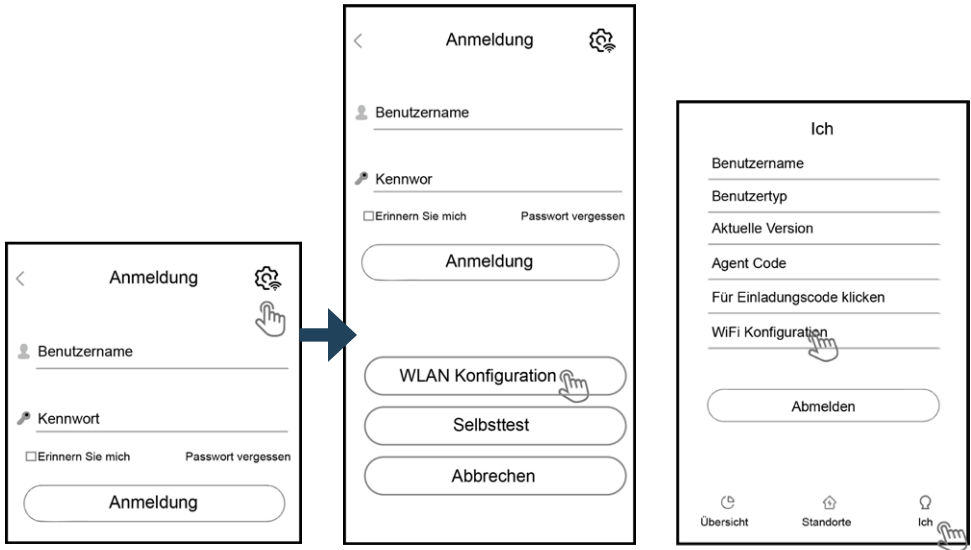 Anmeldung
Benutzername
Kennwort
Erinnern Sie mich Passwort vergessen
Anmeldung
Anmeldung
Benutzername
Kennwor
Erinnern Sie mich Passwort vergessen
Anmeldung
WLAN Konfiguration
Selbsttest
Abbrechen
Ich
Benutzername
Benutzertyp
Aktuelle Version
Agent Code
Für Einladungscode klicken
WiFi Konfiguration
Abmelden
Übersicht Standorte Ich